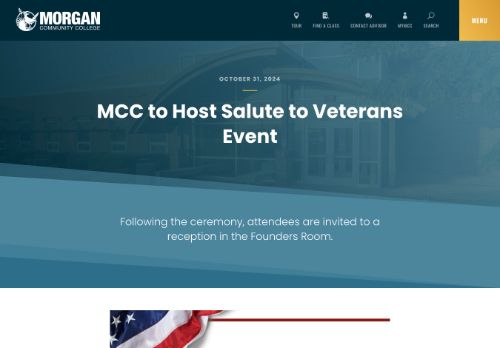 MORGAN
COMMUNITY COLLEGE
TOUR
FIND A CLASS
CONTACT ADVISOR
MYMCC
SEARCH
MENU
OCTOBER 31, 2024
MCC to Host Salute to Veterans
Event
Following the ceremony, attendees are invited to a
reception in the Founders Room.